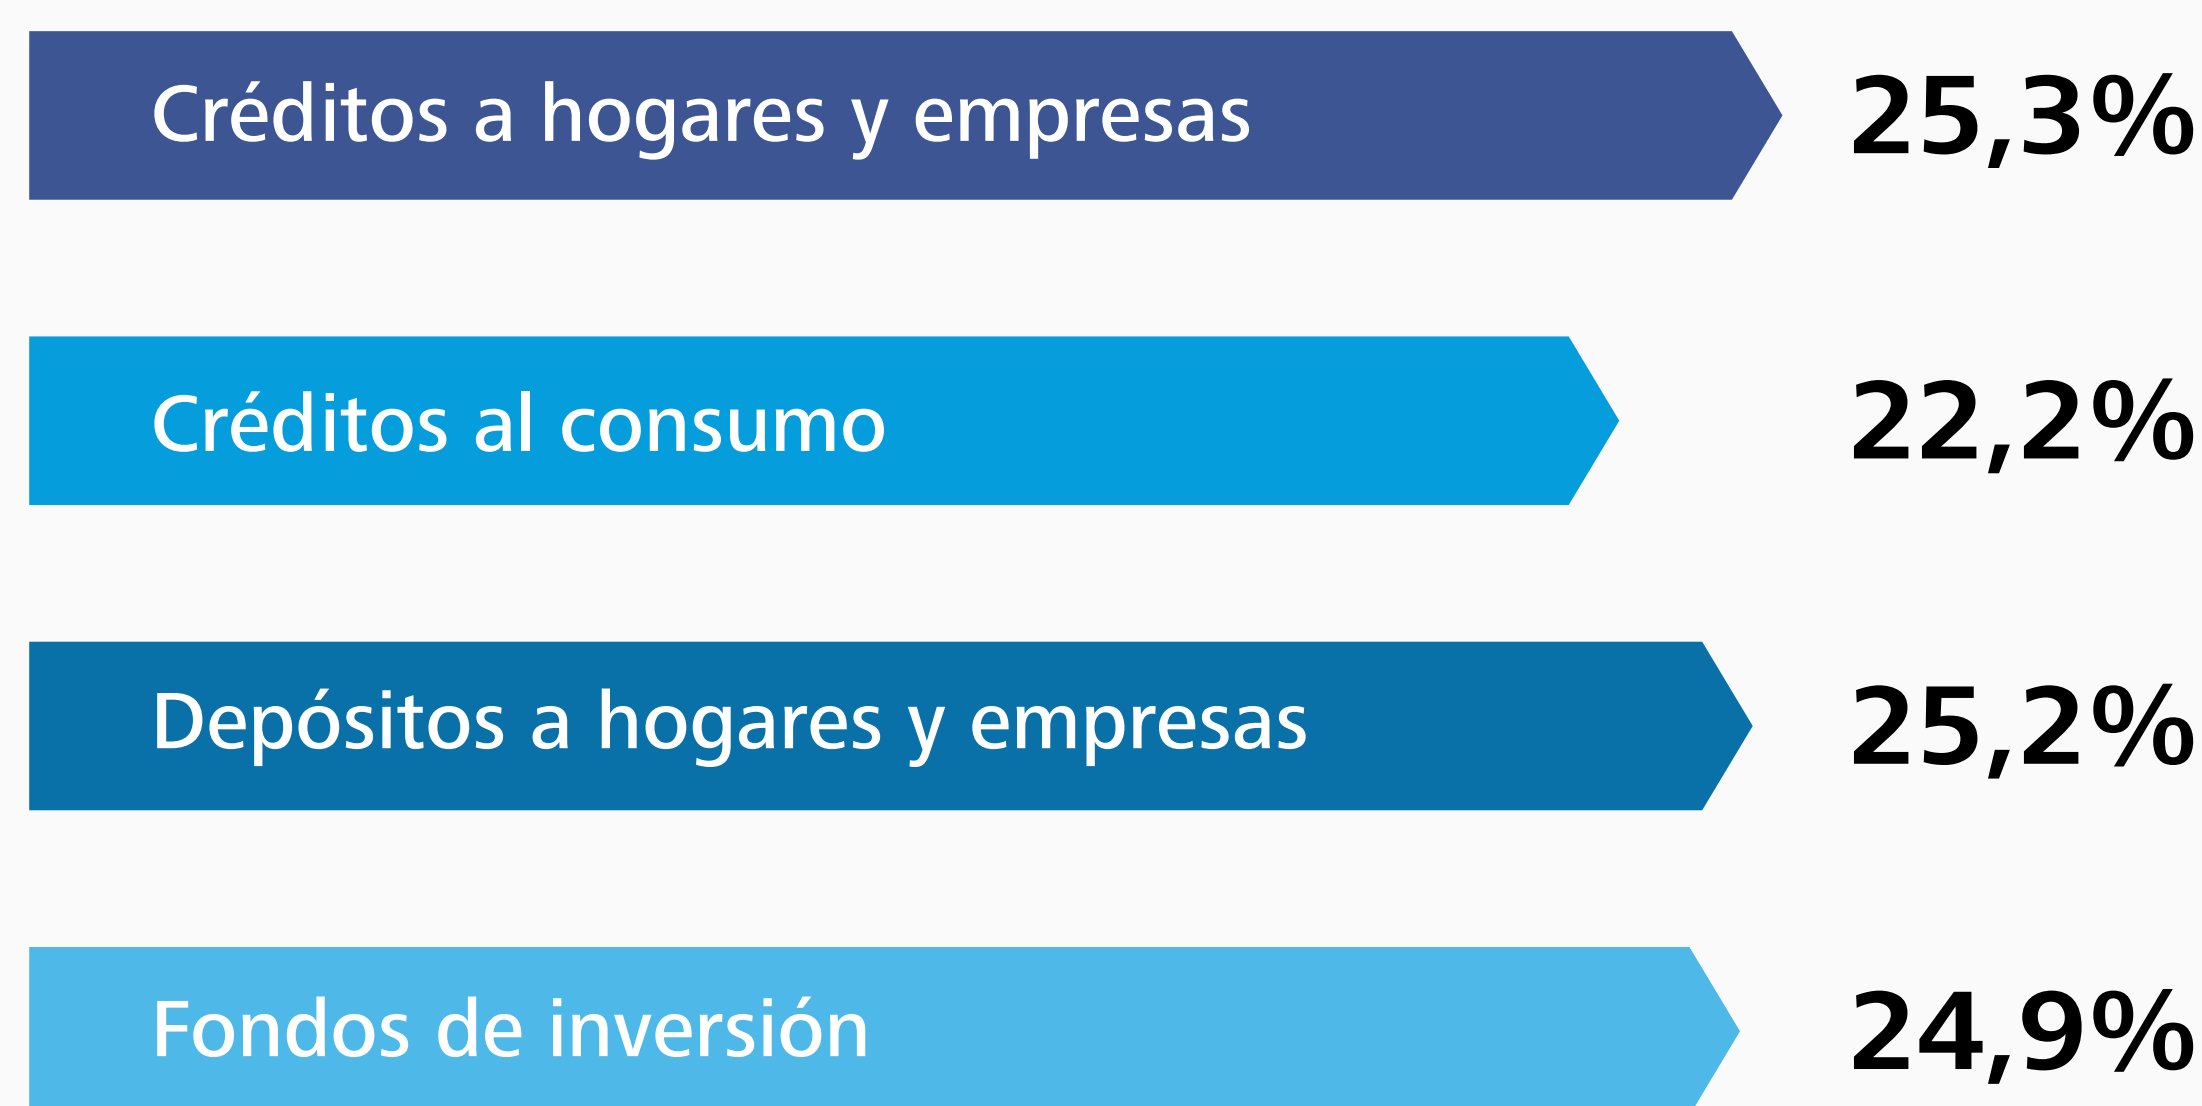 Créditos a hogares y empresas 25,3%
Créditos al consumo 22,2%
Depósitos a hogares y empresas 25,2%
Fondos de inversión 24,9%